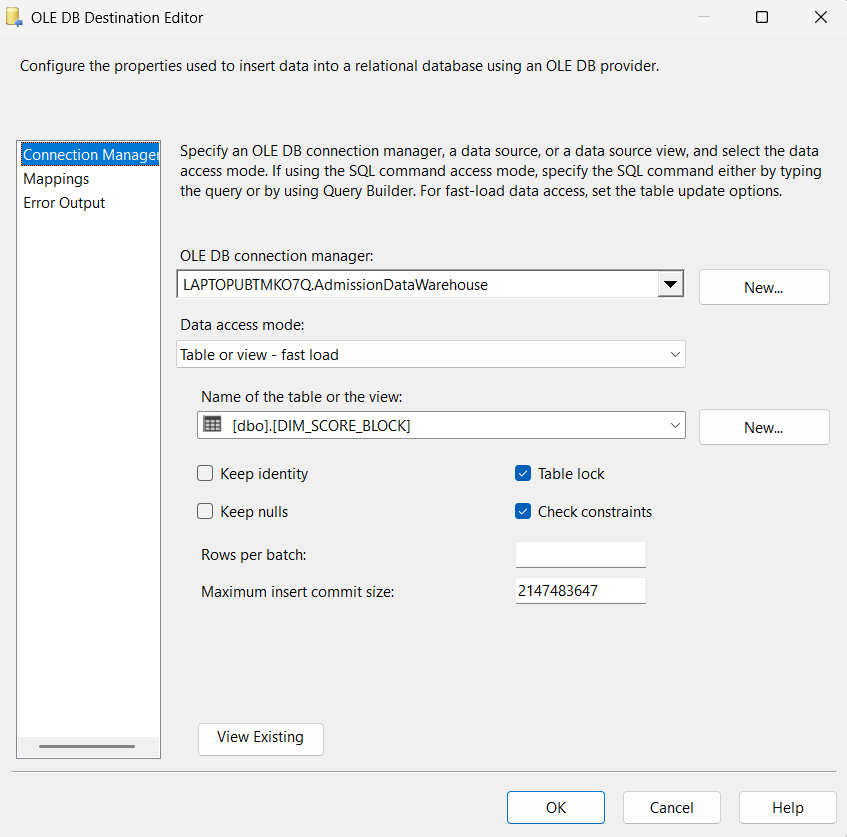 OLE DB Destination Editor
Configure the properties used to insert data into a relational database using an OLE DB provider.
Connection Manager
Mappings
Error Output
Specify an OLE DB connection manager, a data source, or a data source view, and select the data
access mode. If using the SQL command access mode, specify the SQL command either by typing
the query or by using Query Builder. For fast-load data access, set the table update options.
OLE DB connection manager:
LAPTOPUBTMKO7Q.AdmissionDataWarehouse
New...
Data access mode:
Table or view - fast load
Name of the table or the view:
[dbo].[DIM_SCORE_BLOCK]
New...
Keep identity
Table lock
Keep nulls
Check constraints
Rows per batch:
Maximum insert commit size:
2147483647
View Existing
OK
Cancel
Help